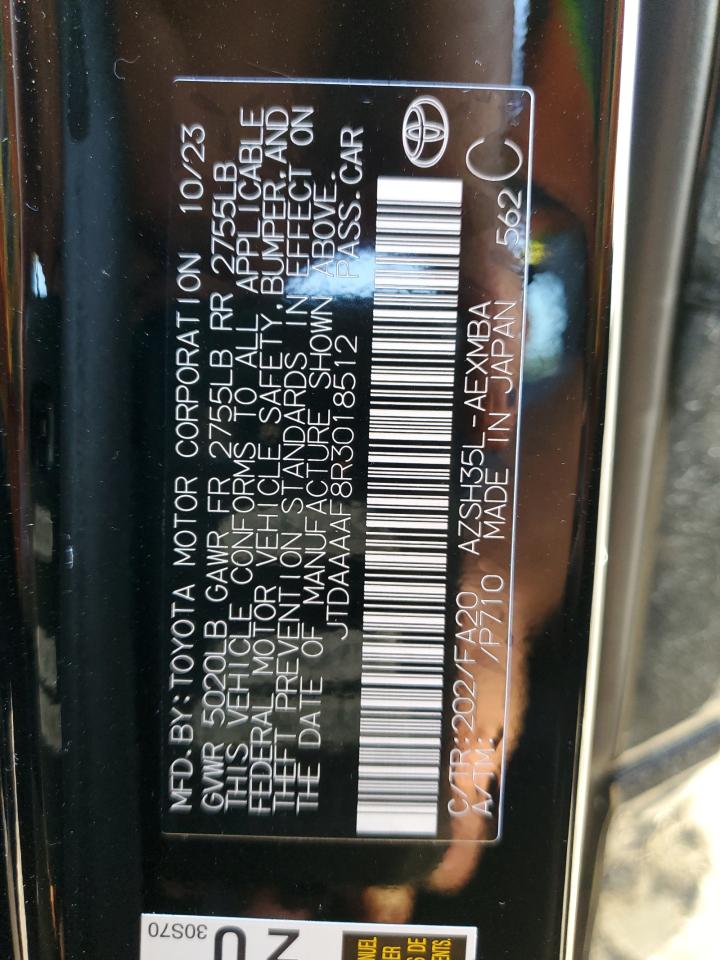 MFD.BY:TOYOTA MOTOR CORPORATION 10/23
GVWR 5020LB GAWR FR 2755LB RR 2755LB
THIS VEHICLE CONFORMS TO ALL APPLICABLE
FEDERAL MOTOR VEHICLE SAFETY, BUMPER, AND
THEFT PREVENTION STANDARDS IN EFFECT ON
THE DATE OF MANUFACTURE SHOWN ABOVE.
JTDAAAAF8R3018512 PASS.CAR
C/TR:202/FA20 AZSH35L-AEXMBA
A/TM: /P710 MADE IN JAPAN 562 C
30S70